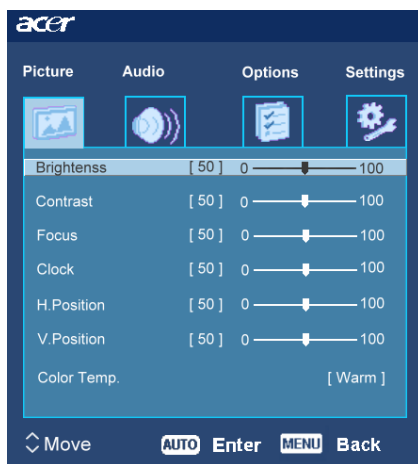 acer
Picture Audio Options Settings
Brightenss [ 50 ] 0 100
Contrast [ 50 ] 0 100
Focus [ 50 ] 0 100
Clock [ 50 ] 0 100
H.Position [ 50 ] 0 100
V.Position [ 50 ] 0 100
Color Temp. [ Warm ]
Move AUTO Enter MENU Back